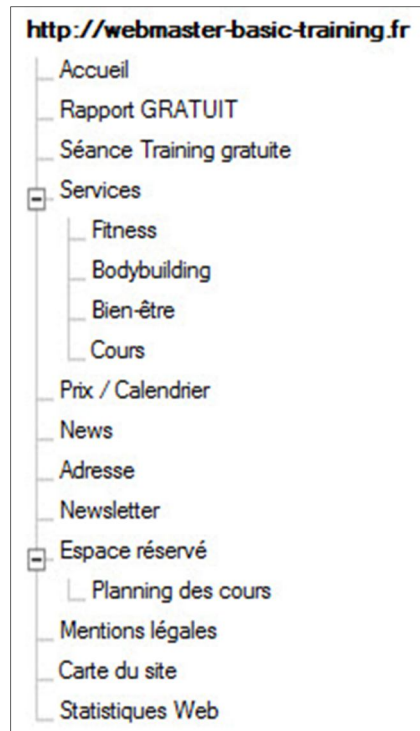 http://webmaster-basic-training.fr
Accueil
Rapport GRATUIT
Séance Training gratuite
Services
Fitness
Bodybuilding
Bien-être
Cours
Prix / Calendrier
News
Adresse
Newsletter
Espace réservé
Planning des cours
Mentions légales
Carte du site
Statistiques Web